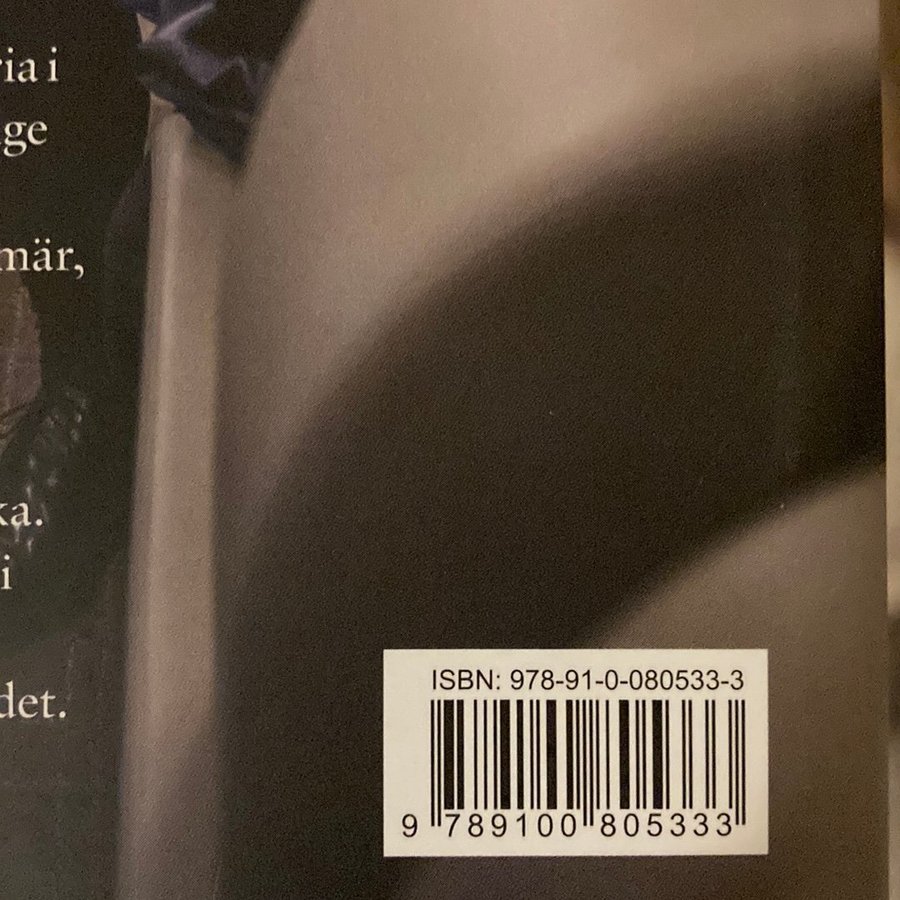 ria i
ge
mär,
ka.
i
det.
ISBN: 978-91-0-080533-3
9 789100 805333